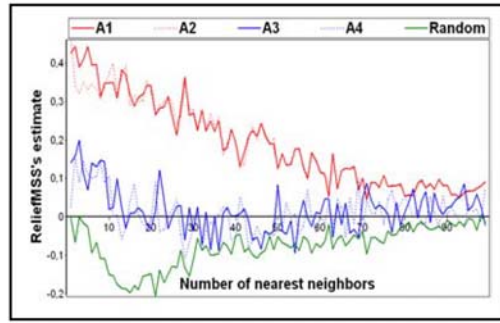 A1 A2 A3 A4 Random
0,4
0,3
0,2
0,1
0
-0,1
-0,2
ReliefMSS's estimate
10 20 30 40 50 60 70 80 90
Number of nearest neighbors